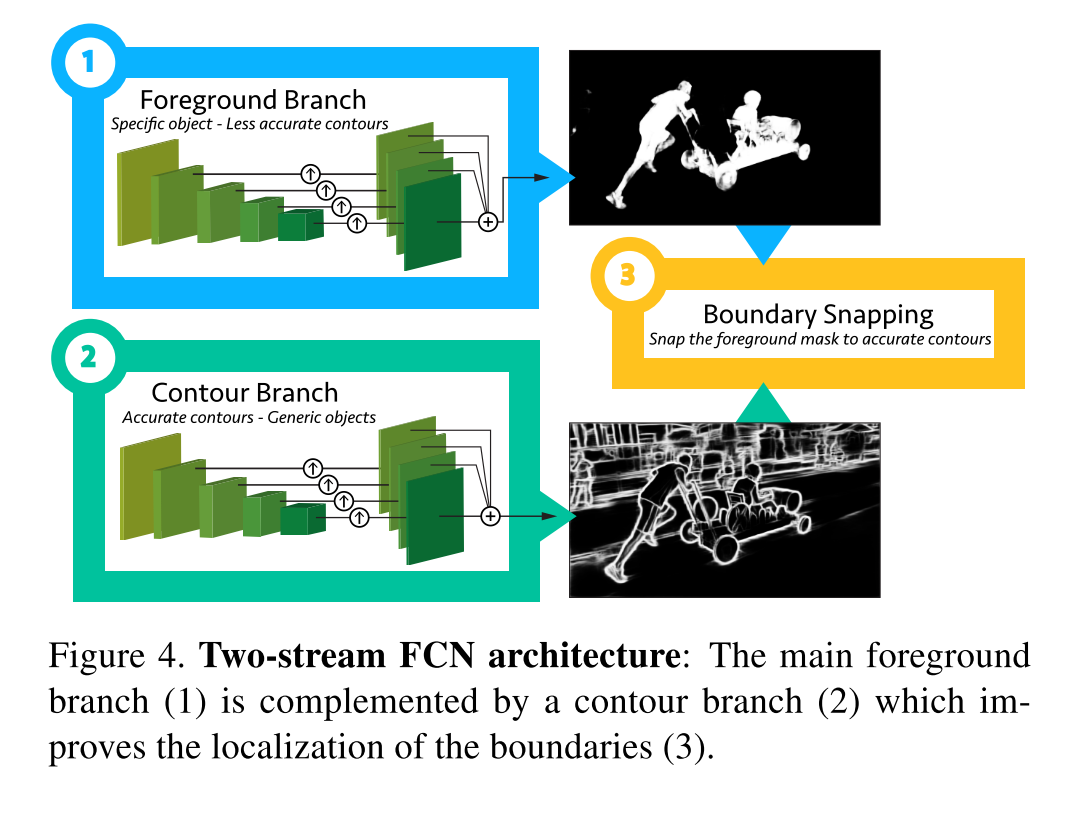 1
Foreground Branch
Specific object - Less accurate contours
3
Boundary Snapping
Snap the foreground mask to accurate contours
2
Contour Branch
Accurate contours - Generic objects
Figure 4. Two-stream FCN architecture: The main foreground
branch (1) is complemented by a contour branch (2) which im-
proves the localization of the boundaries (3).